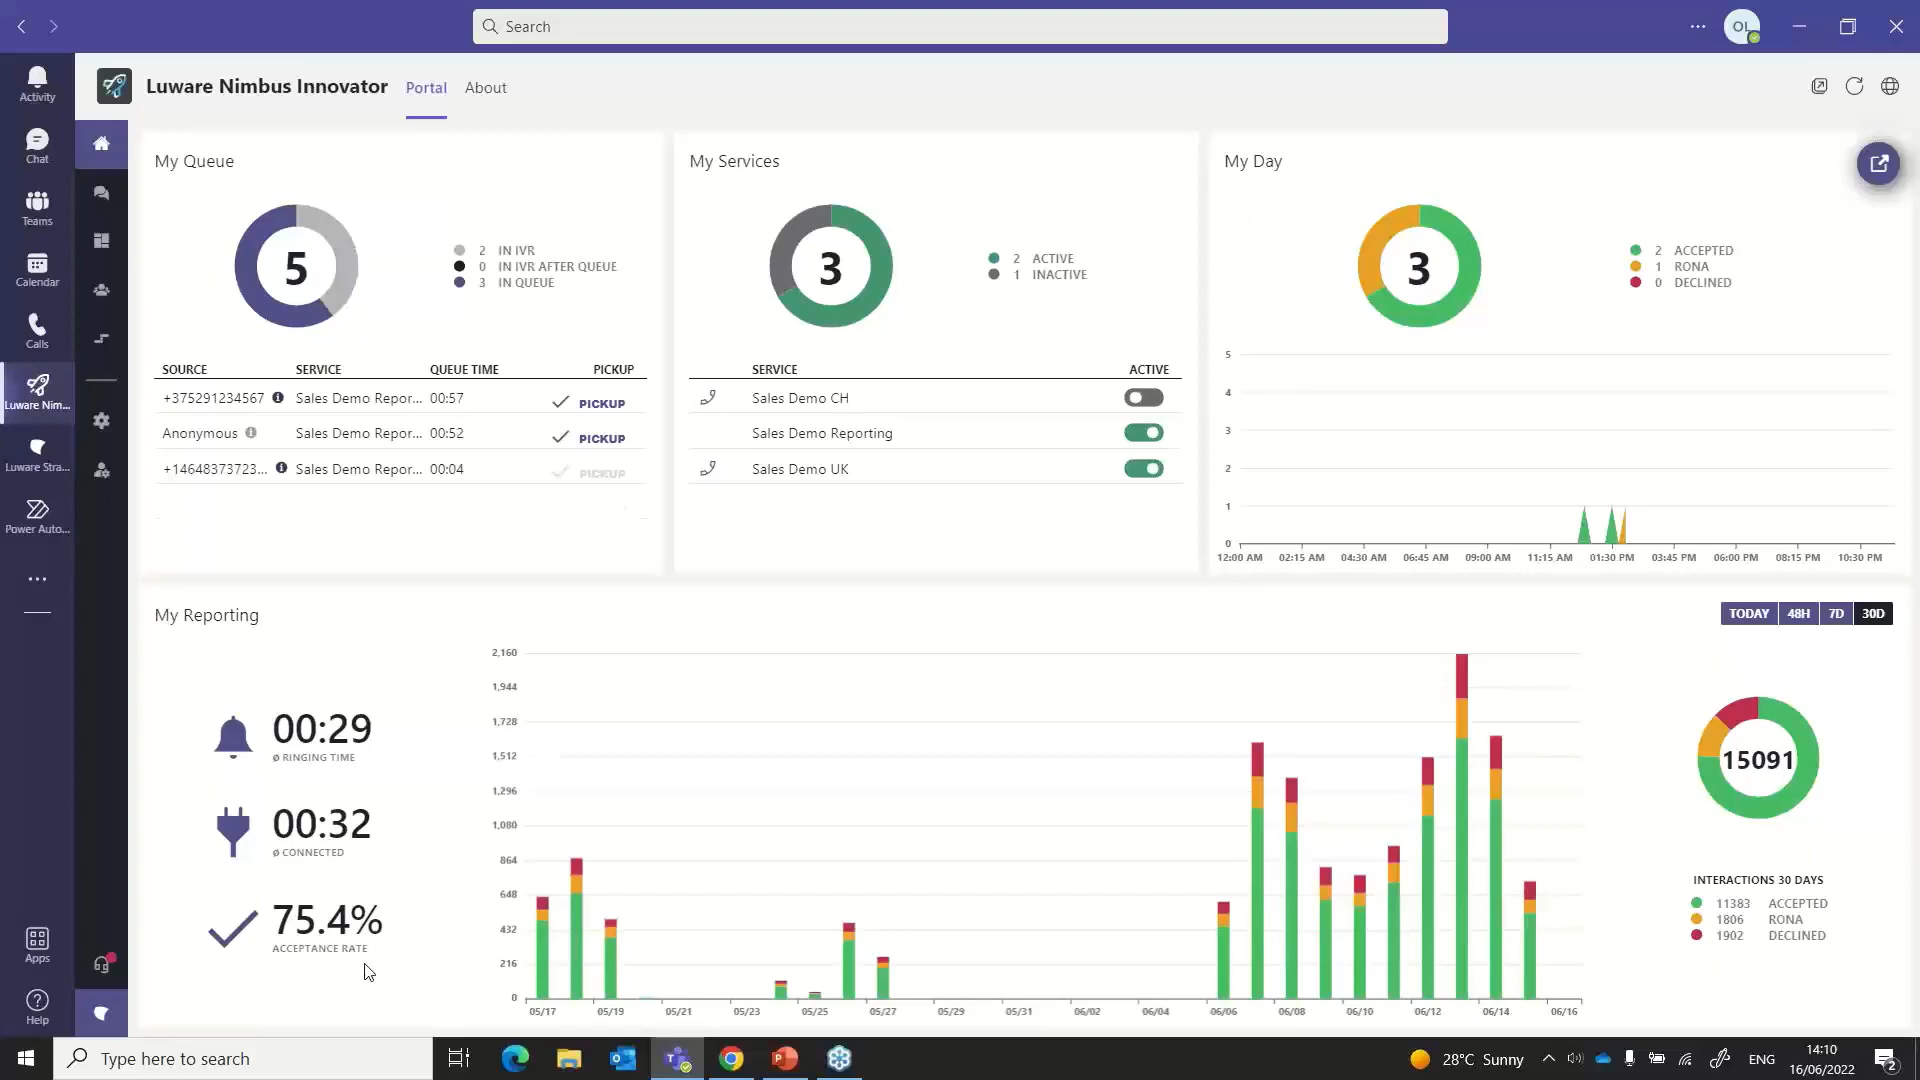 Search
OL
Activity
Chat
Teams
Calendar
Calls
Luware Nim...
Luware Stra...
Power Auto...
Apps
Help
Luware Nimbus Innovator
Portal
About
My Queue
5
2 IN IVR
0 IN IVR AFTER QUEUE
3 IN QUEUE
SOURCE SERVICE QUEUE TIME PICKUP
+375291234567 Sales Demo Repor... 00:57 PICKUP
Anonymous Sales Demo Repor... 00:52 PICKUP
+14648373723... Sales Demo Repor... 00:04 PICKUP
My Services
3
2 ACTIVE
1 INACTIVE
SERVICE ACTIVE
Sales Demo CH
Sales Demo Reporting
Sales Demo UK
My Day
3
2 ACCEPTED
1 RONA
0 DECLINED
5
4
3
2
1
0
12:00 AM 02:15 AM 04:30 AM 06:45 AM 09:00 AM 11:15 AM 01:30 PM 03:45 PM 06:00 PM 08:15 PM 10:30 PM
My Reporting
TODAY 48H 7D 30D
00:29
Ø RINGING TIME
00:32
Ø CONNECTED
75.4%
ACCEPTANCE RATE
2,160
1,944
1,728
1,512
1,296
1,080
864
648
432
216
0
05/17 05/19 05/21 05/23 05/25 05/27 05/29 05/31 06/02 06/04 06/06 06/08 06/10 06/12 06/14 06/16
15091
INTERACTIONS 30 DAYS
11383 ACCEPTED
1806 RONA
1902 DECLINED
Type here to search
28°C Sunny
ENG
14:10
16/06/2022
2